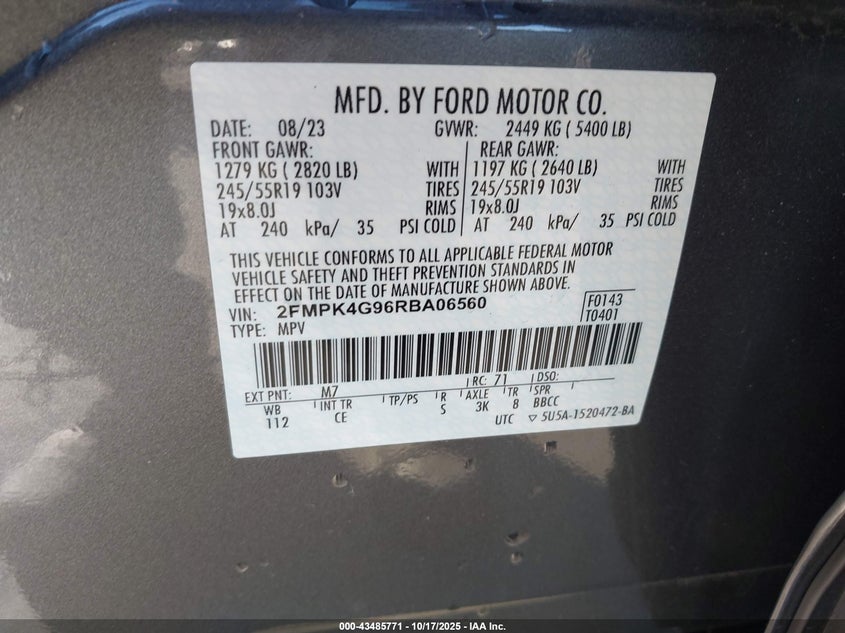 MFD. BY FORD MOTOR CO.
DATE: 08/23 GVWR: 2449 KG ( 5400 LB)
FRONT GAWR: REAR GAWR:
1279 KG ( 2820 LB) WITH 1197 KG ( 2640 LB) WITH
245/55R19 103V TIRES 245/55R19 103V TIRES
19x8.0J RIMS 19x8.0J RIMS
AT 240 kPa/ 35 PSI COLD AT 240 kPa/ 35 PSI COLD
THIS VEHICLE CONFORMS TO ALL APPLICABLE FEDERAL MOTOR
VEHICLE SAFETY AND THEFT PREVENTION STANDARDS IN
EFFECT ON THE DATE OF MANUFACTURE SHOWN ABOVE.
VIN: 2FMPK4G96RBA06560 F0143
TYPE: MPV T0401
EXT PNT: M7 RC: 71 DSO:
WB INT TR TP/PS R AXLE TR SPR
112 CE S 3K 8 BBCC
UTC ▽ 5U5A-1520472-BA
000-43485771 - 10/17/2025 - IAA Inc.